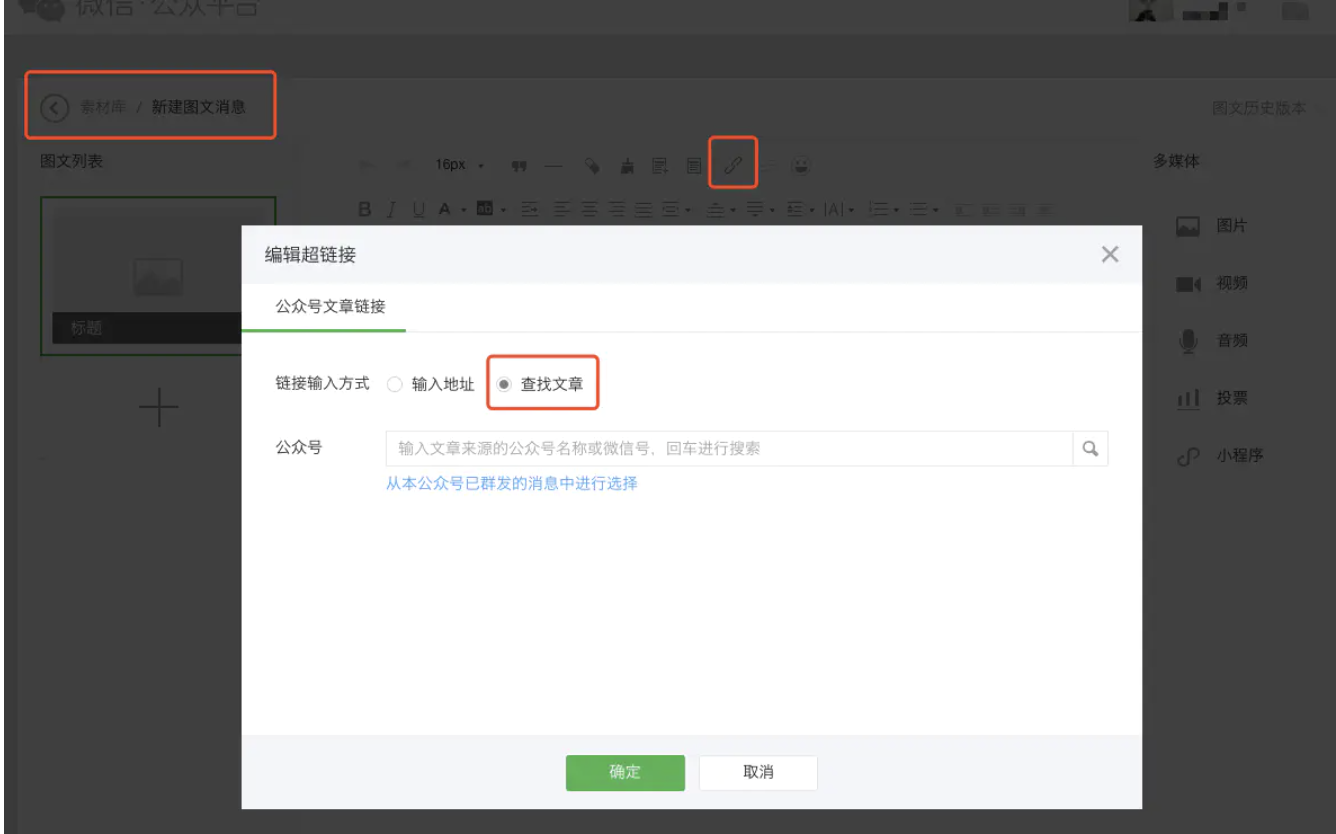 微信·公众平台
素材库 / 新建图文消息
图文历史版本
图文列表
16px
多媒体
B I U A ab
|A|
图片
编辑超链接
视频
公众号文章链接
标题
音频
链接输入方式 输入地址 查找文章
投票
公众号 输入文章来源的公众号名称或微信号，回车进行搜索
小程序
从本公众号已群发的消息中进行选择
确定 取消